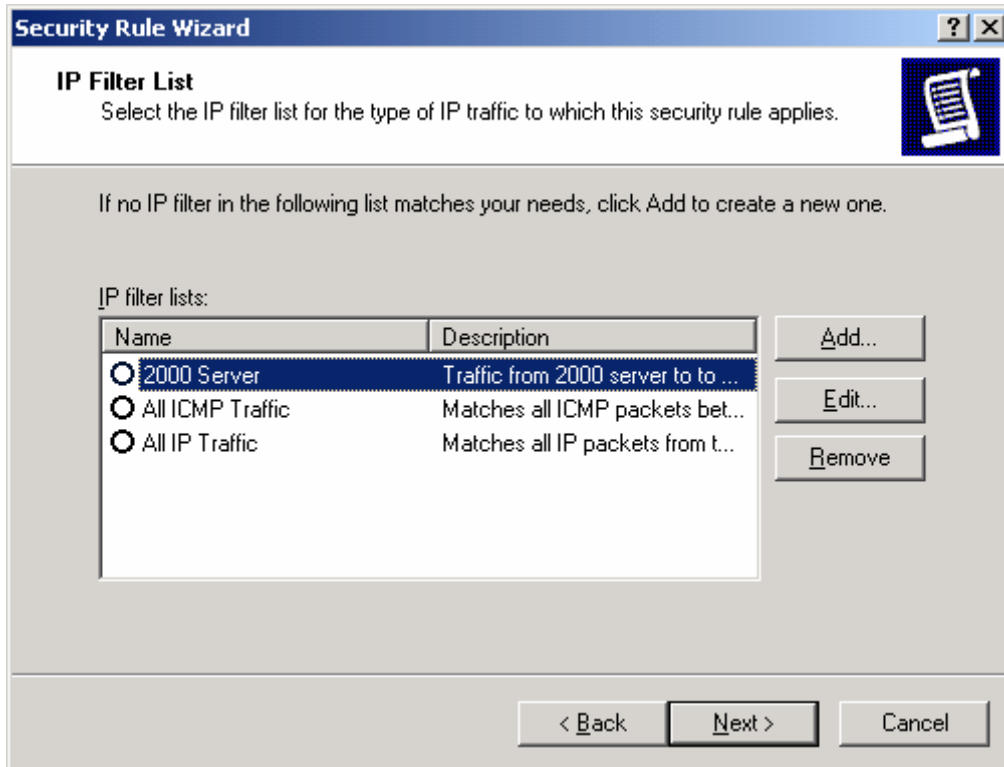 Security Rule Wizard
IP Filter List
Select the IP filter list for the type of IP traffic to which this security rule applies.
If no IP filter in the following list matches your needs, click Add to create a new one.
IP filter lists:
Name Description Add...
2000 Server Traffic from 2000 server to to ...
All ICMP Traffic Matches all ICMP packets bet... Edit...
All IP Traffic Matches all IP packets from t... Remove
< Back Next > Cancel